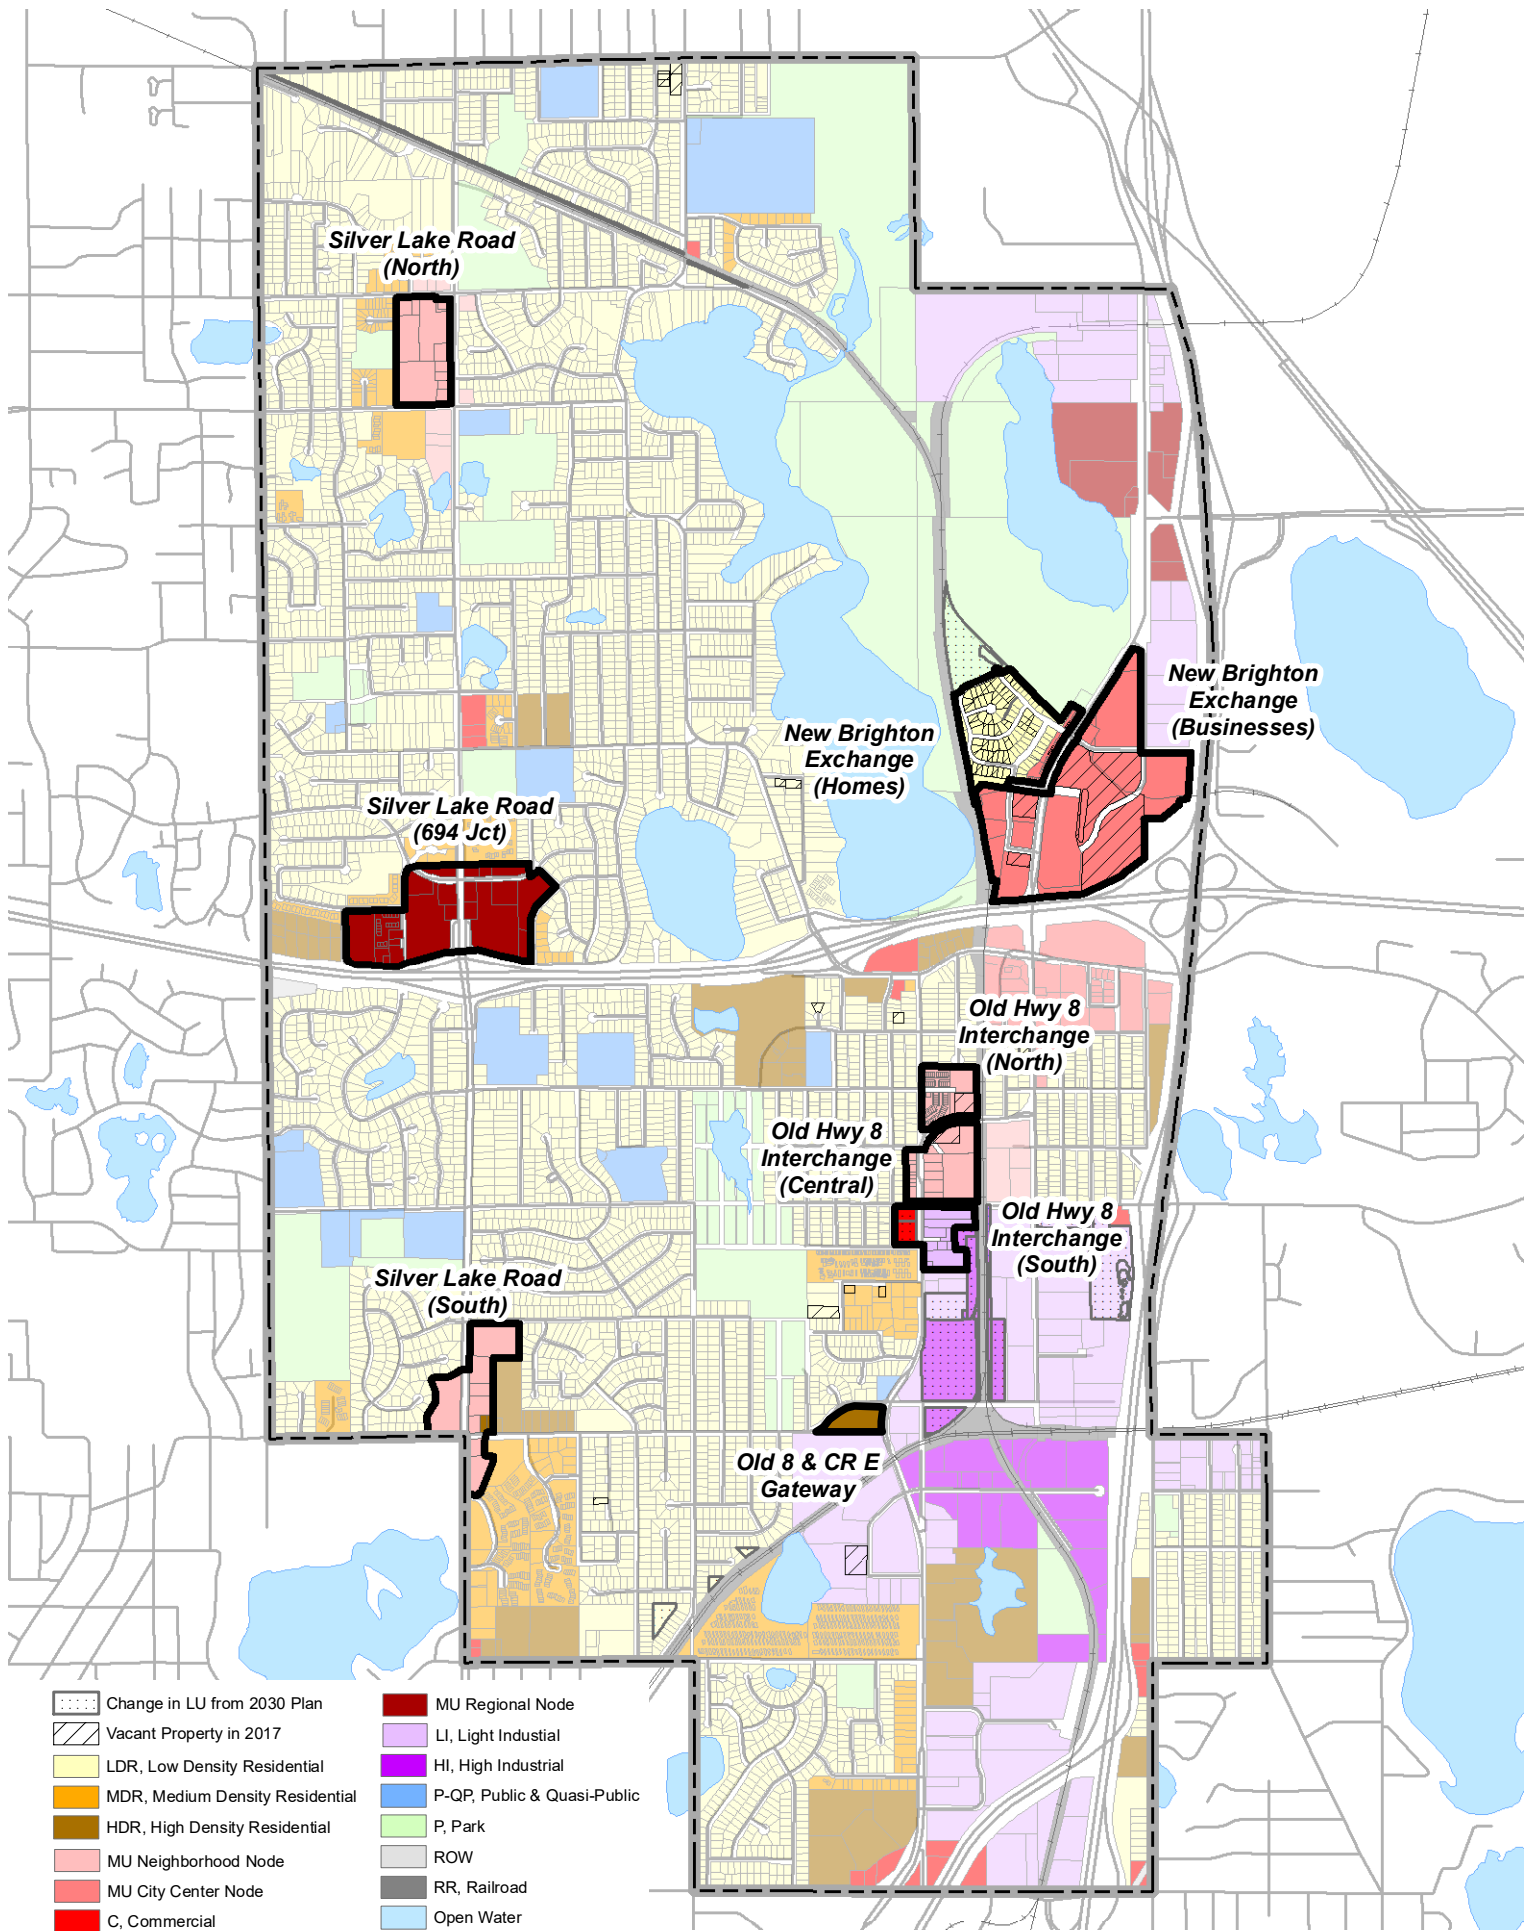 Silver Lake Road
(North)
New Brighton
Exchange
(Businesses)
New Brighton
Exchange
(Homes)
Silver Lake Road
(694 Jct)
Old Hwy 8
Interchange
(North)
Old Hwy 8
Interchange
(Central)
Old Hwy 8
Interchange
(South)
Silver Lake Road
(South)
Old 8 & CR E
Gateway
Change in LU from 2030 Plan
Vacant Property in 2017
LDR, Low Density Residential
MDR, Medium Density Residential
HDR, High Density Residential
MU Neighborhood Node
MU City Center Node
C, Commercial
MU Regional Node
LI, Light Industial
HI, High Industrial
P-QP, Public & Quasi-Public
P, Park
ROW
RR, Railroad
Open Water